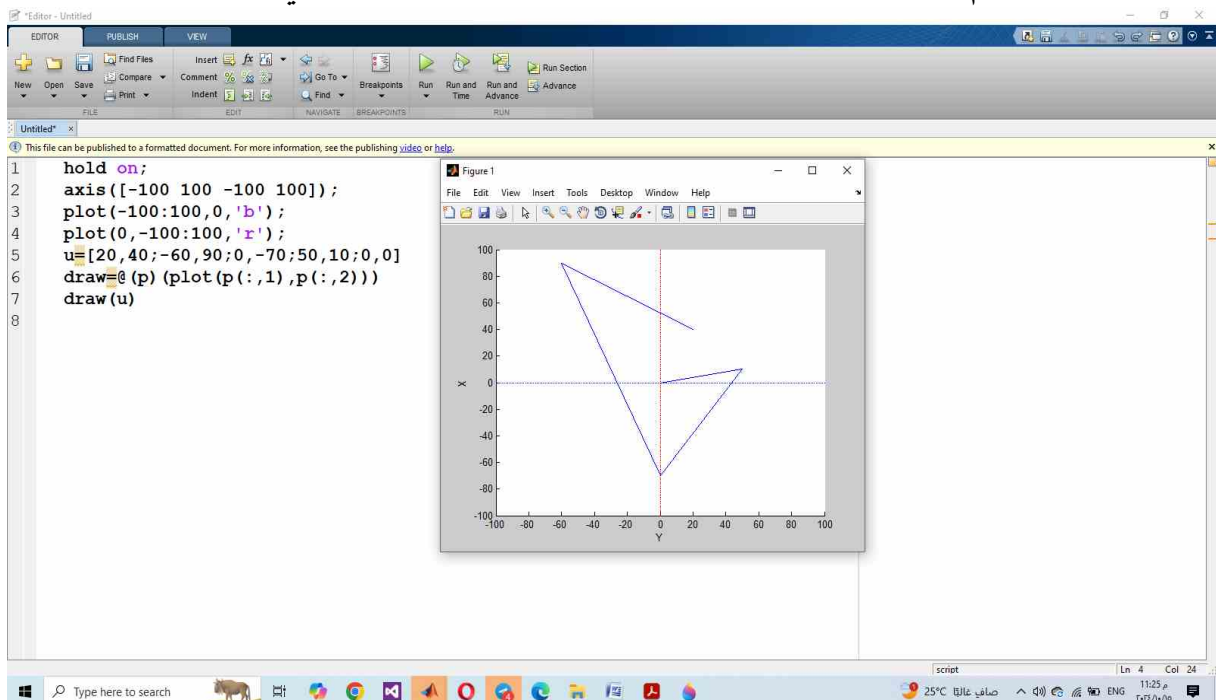 *Editor - Untitled
EDITOR PUBLISH VIEW
Find Files Insert fx
New Open Save Compare Comment Go To Breakpoints Run Run and Time Run and Advance Run Section Advance
Print Indent Find
FILE EDIT NAVIGATE BREAKPOINTS RUN
Untitled* ×
This file can be published to a formatted document. For more information, see the publishing video or help.
1 hold on;
2 axis([-100 100 -100 100]);
3 plot(-100:100,0,'b');
4 plot(0,-100:100,'r');
5 u=[20,40;-60,90;0,-70;50,10;0,0]
6 draw=@(p)(plot(p(:,1),p(:,2)))
7 draw(u)
8
Figure 1
File Edit View Insert Tools Desktop Window Help
100
80
60
40
20
X 0
-20
-40
-60
-80
-100
-100 -80 -60 -40 -20 0 20 40 60 80 100
Y
script Ln 4 Col 24
Type here to search 25°C صاف غالبًا ENG 11:25 م